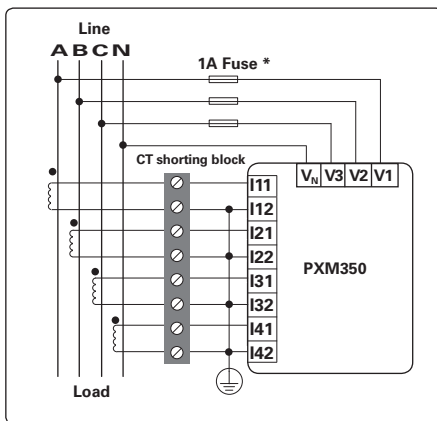 Line
A B C N
1A Fuse *
CT shorting block
V_N V3 V2 V1
I11
I12
I21
I22
I31
I32
I41
I42
PXM350
Load